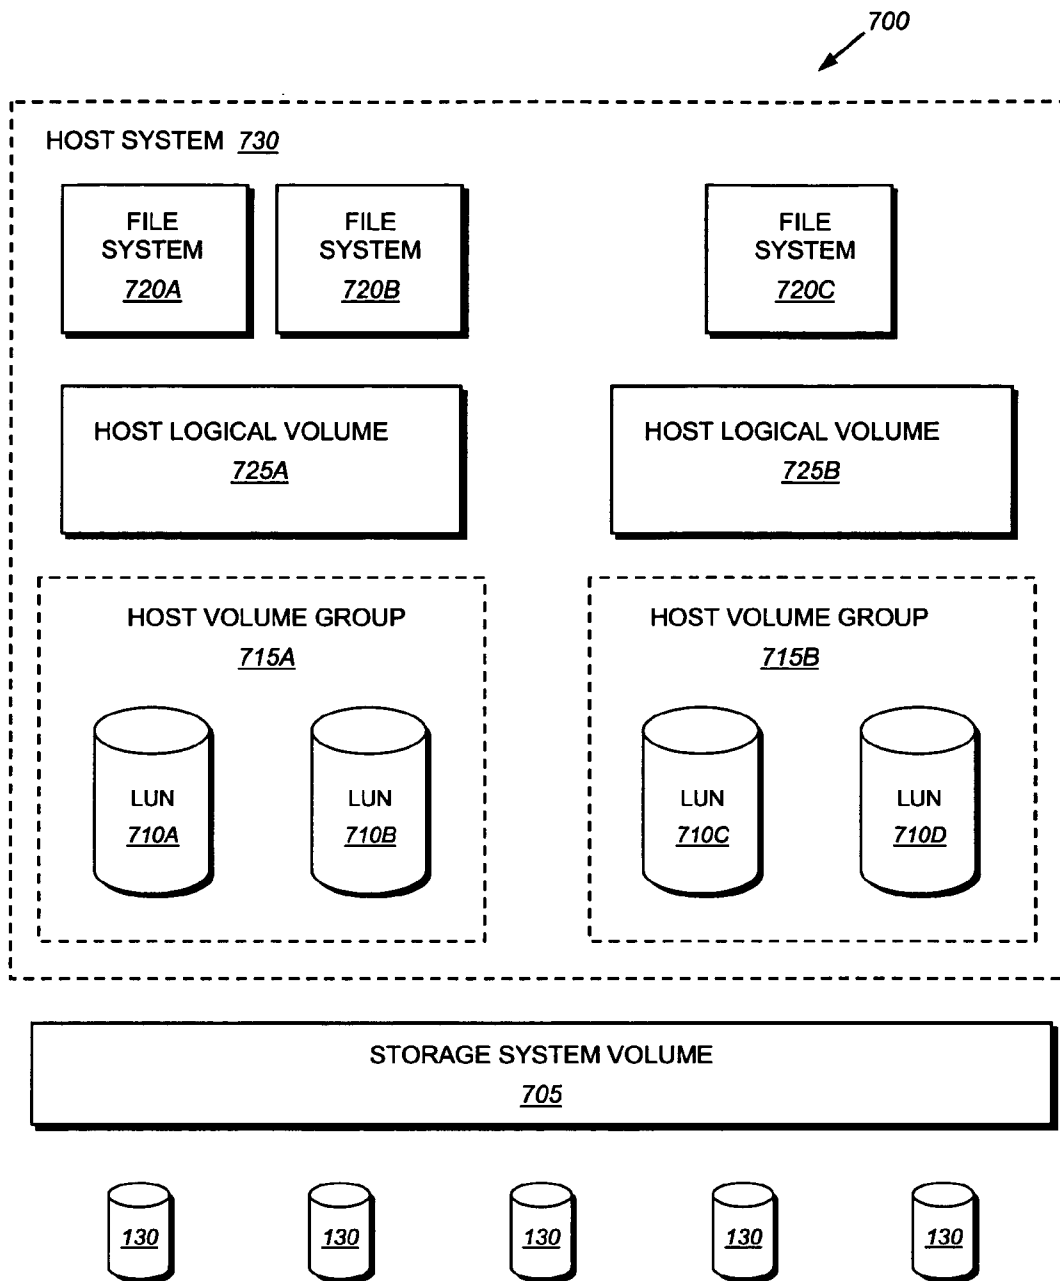 700
HOST SYSTEM 730
FILE
SYSTEM
720A
FILE
SYSTEM
720B
FILE
SYSTEM
720C
HOST LOGICAL VOLUME
725A
HOST LOGICAL VOLUME
725B
HOST VOLUME GROUP
715A
HOST VOLUME GROUP
715B
LUN
710A
LUN
710B
LUN
710C
LUN
710D
STORAGE SYSTEM VOLUME
705
130
130
130
130
130